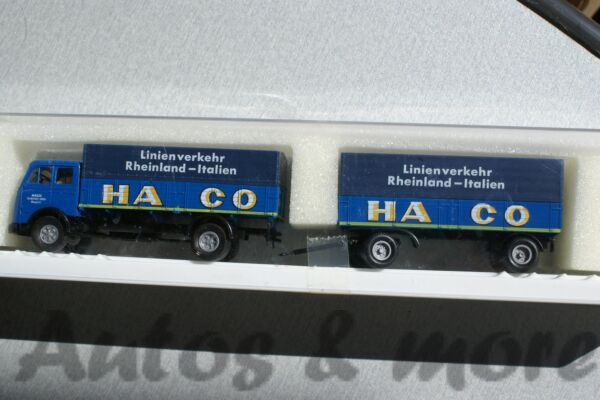 Linienverkehr
Rheinland-Italien
HA CO
Linienverkehr
Rheinland-Italien
HA CO
Autos & more